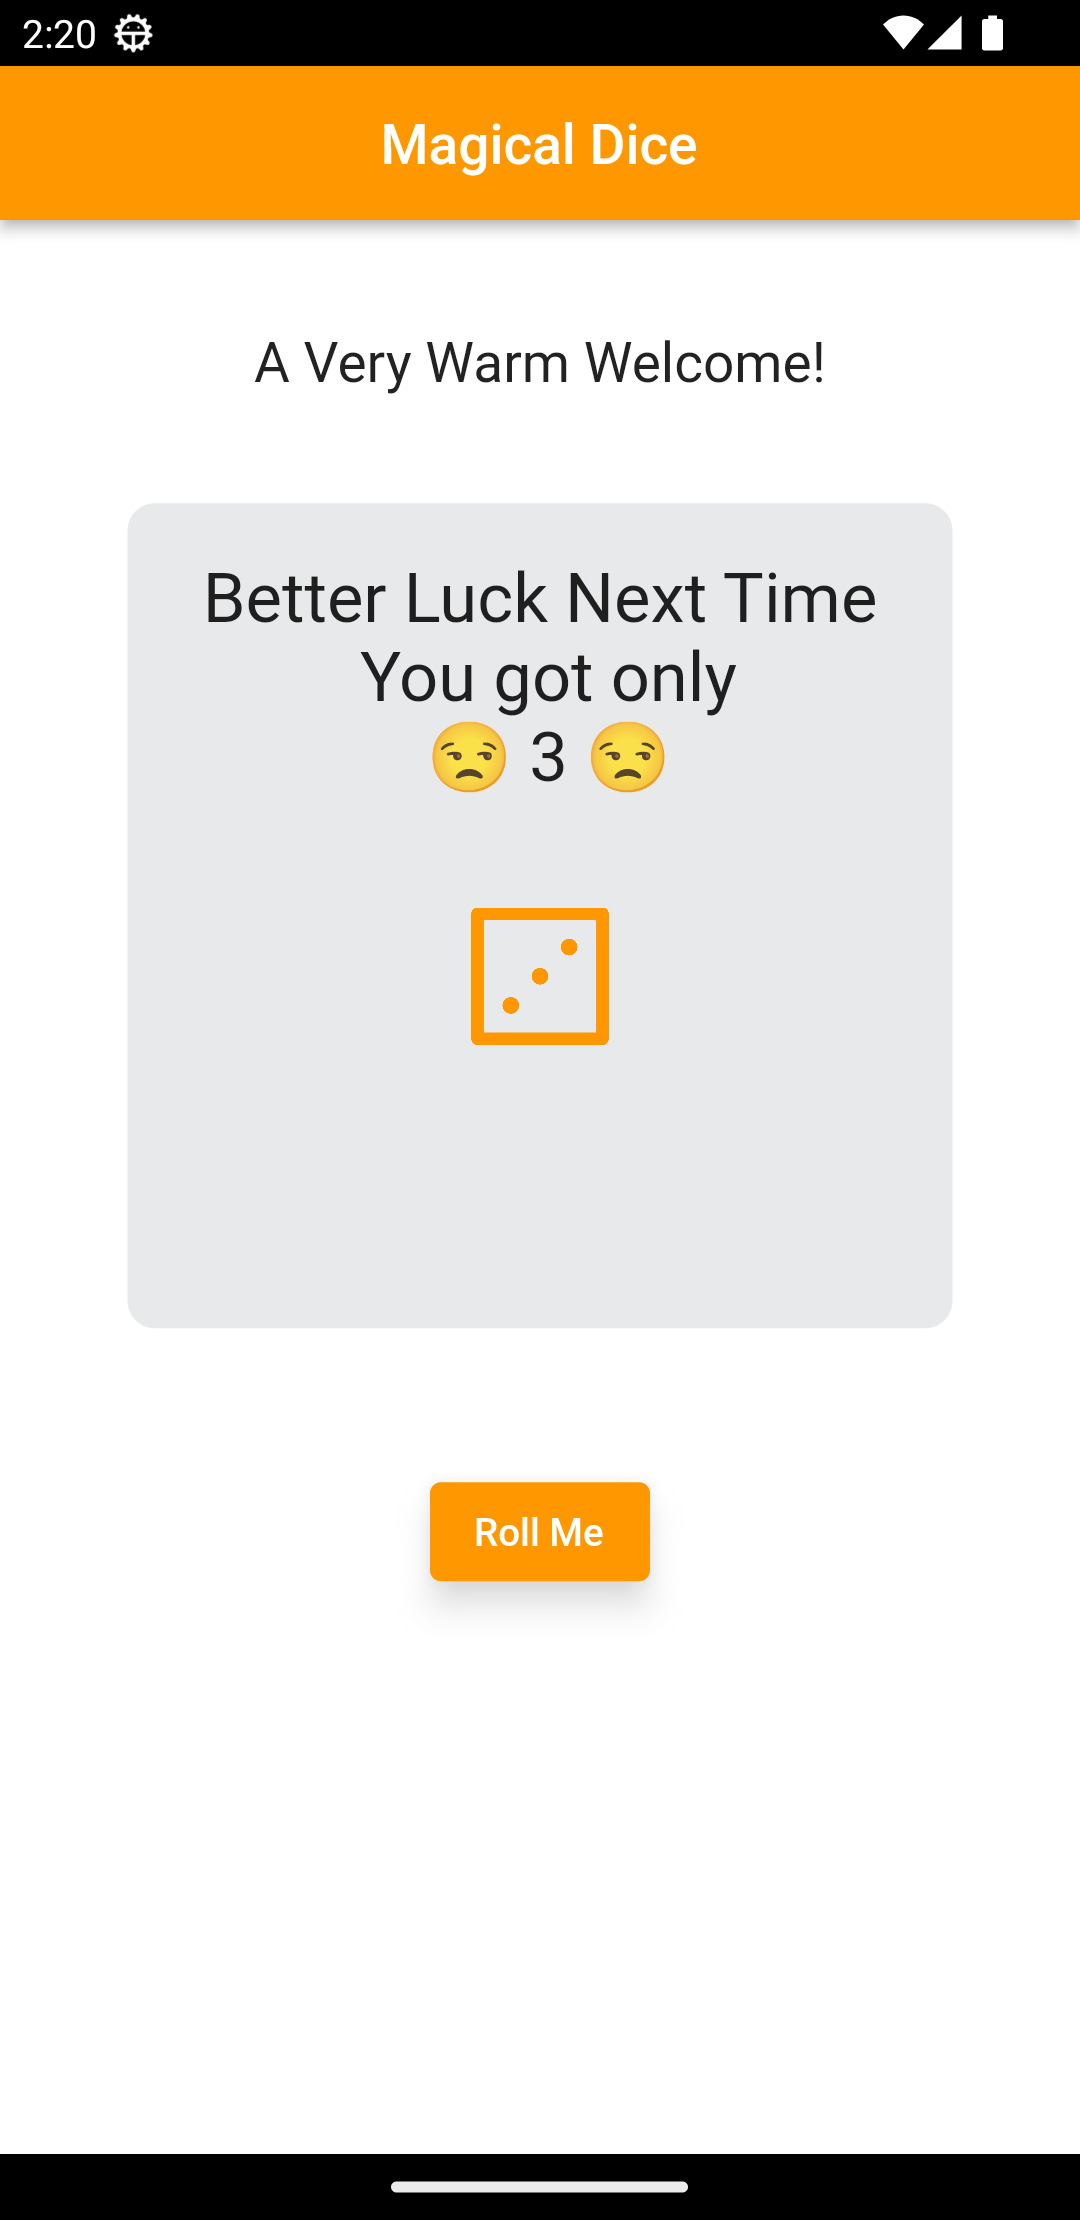 2:20
Magical Dice
A Very Warm Welcome!
Better Luck Next Time
You got only
😒 3 😒
Roll Me